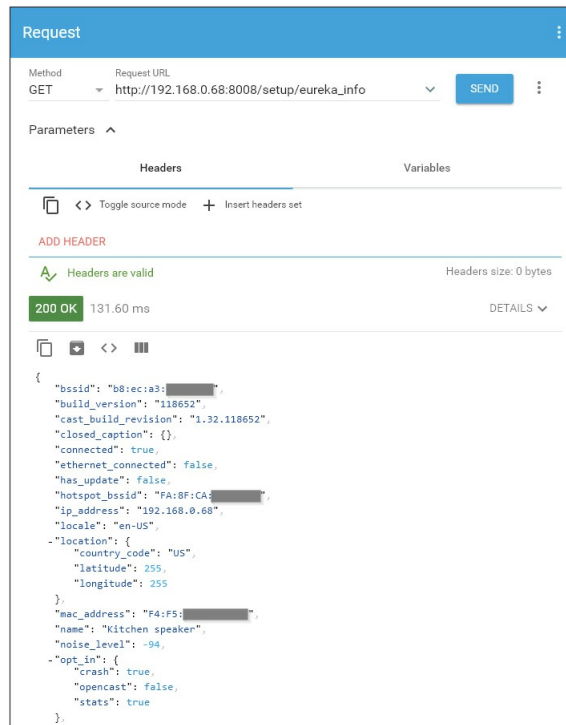 Request
Method
Request URL
GET
http://192.168.0.68:8008/setup/eureka_info
SEND
Parameters
Headers
Variables
<> Toggle source mode + Insert headers set
ADD HEADER
Headers are valid
Headers size: 0 bytes
200 OK 131.60 ms
DETAILS
{
"bssid": "b8:ec:a3: ",
"build_version": "118652",
"cast_build_revision": "1.32.118652",
"closed_caption": {},
"connected": true,
"ethernet_connected": false,
"has_update": false,
"hotspot_bssid": "FA:8F:CA: ",
"ip_address": "192.168.0.68",
"locale": "en-US",
-"location": {
"country_code": "US",
"latitude": 255,
"longitude": 255
},
"mac_address": "F4:F5: ",
"name": "Kitchen speaker",
"noise_level": -94,
-"opt_in": {
"crash": true,
"opencast": false,
"stats": true
},